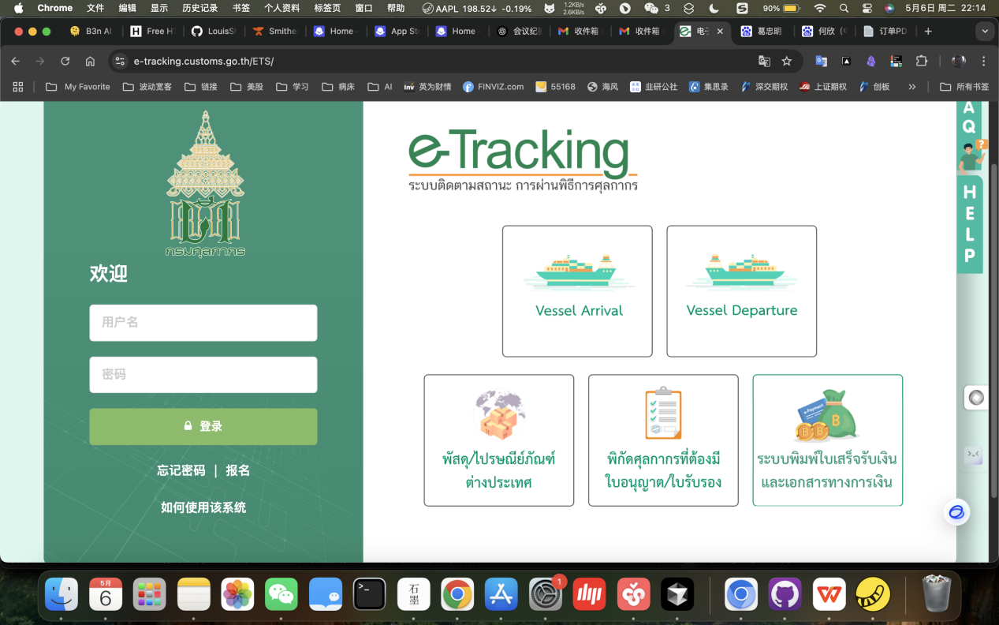 Chrome 文件 编辑 显示 历史记录 书签 个人资料 标签页 窗口 帮助 AAPL 198.52↓ -0.19% 1.2KB/s 2.6KB/s 3 90% 5月6日 周二 22:14
B3n AI Free HT LouisSh Smithe Home App Sto Home 会议纪要 收件箱 收件箱 电子 葛忠明 何欣（ 订单PD
e-tracking.customs.go.th/ETS/
My Favorite 波动宽客 链接 美股 学习 病床 AI inv 英为财情 FINVIZ.com 55168 海风 韭研公社 集思录 深交期权 上证期权 创板 » 所有书签
กรมศุลกากร
欢迎
用户名
密码
登录
忘记密码 | 报名
如何使用该系统
e-Tracking
ระบบติดตามสถานะ การผ่านพิธีการศุลกากร
Vessel Arrival
Vessel Departure
พัสดุ/ไปรษณีย์ภัณฑ์
ต่างประเทศ
พิกัดศุลกากรที่ต้องมี
ใบอนุญาต/ใบรับรอง
e-Payment
ระบบพิมพ์ใบเสร็จรับเงิน
และเอกสารทางการเงิน
A
Q
?
H
E
L
P
5月
6
>_
石
墨
1